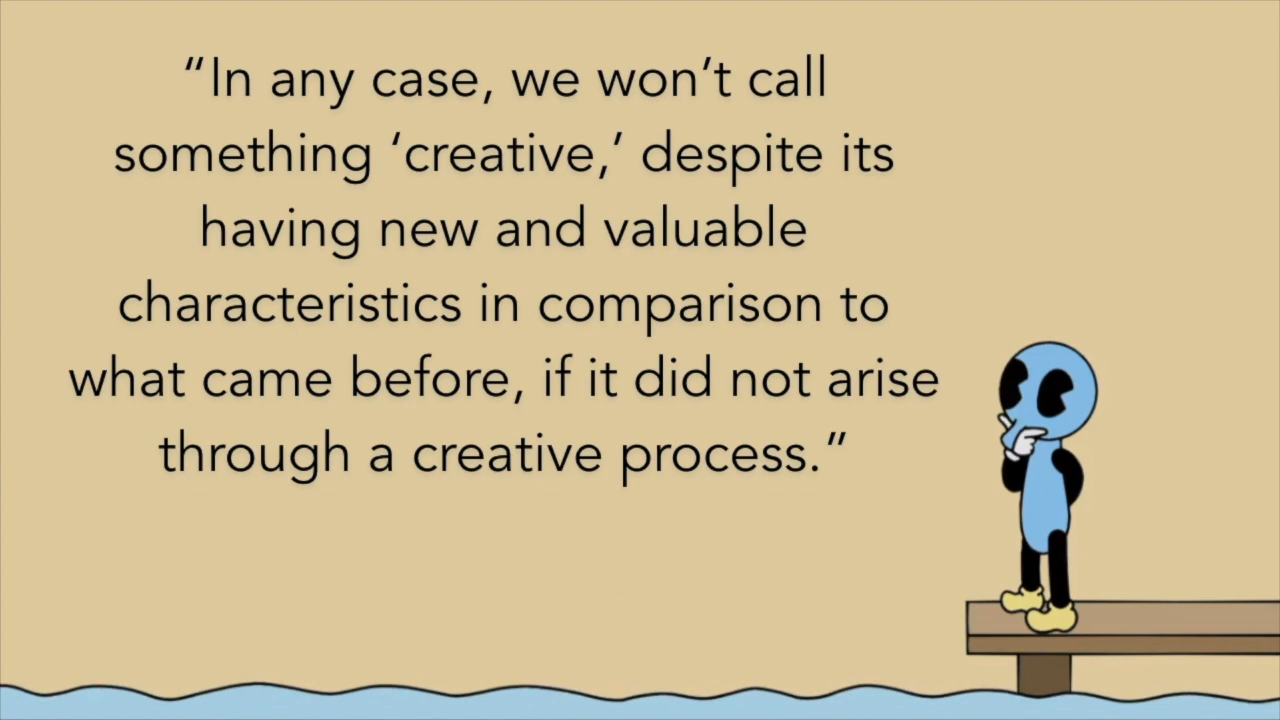 “In any case, we won’t call
something ‘creative,’ despite its
having new and valuable
characteristics in comparison to
what came before, if it did not arise
through a creative process.”